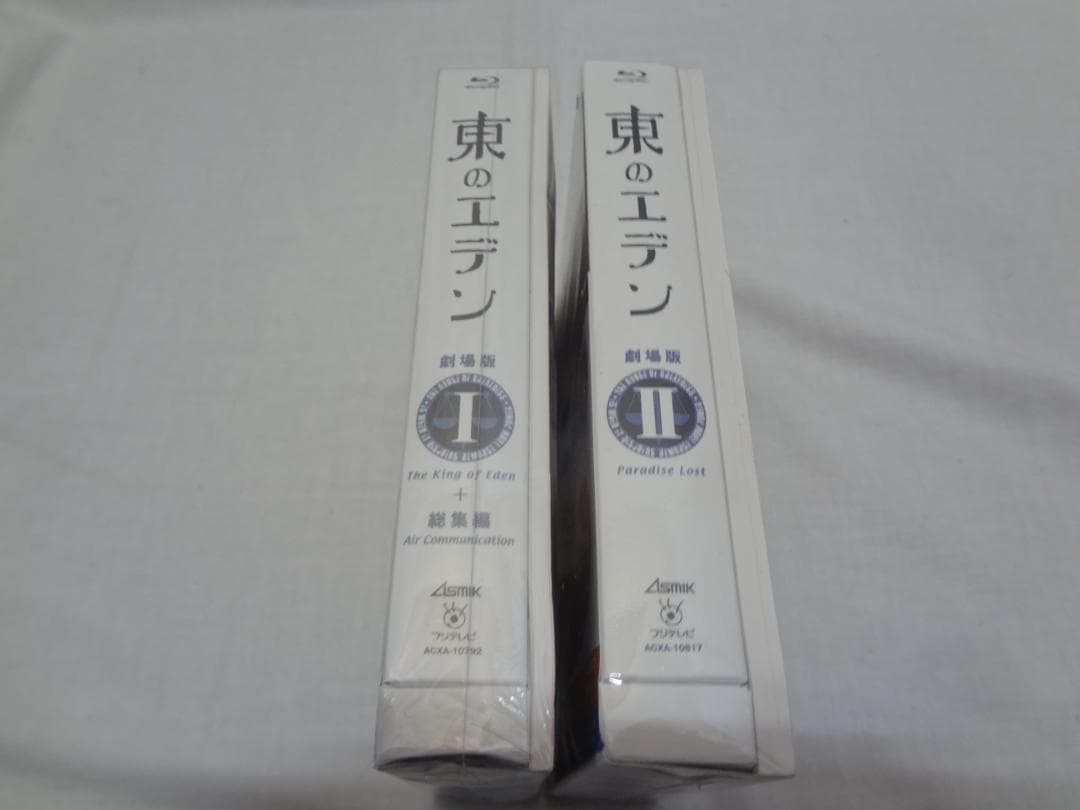 東のエデン
劇場版
I
The King of Eden
+
総集編
Air Communication
Asmik
フジテレビ
ACXA-10792
東のエデン
劇場版
II
Paradise Lost
Asmik
フジテレビ
ACXA-10817